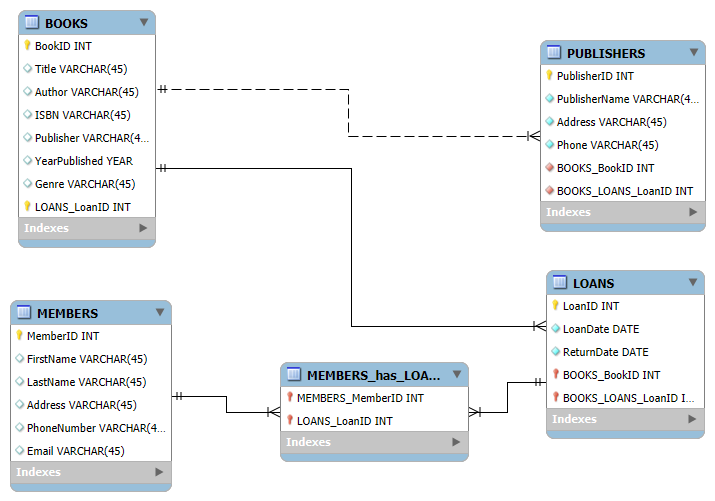 BOOKS
BookID INT
Title VARCHAR(45)
Author VARCHAR(45)
ISBN VARCHAR(45)
Publisher VARCHAR(4...
YearPublished YEAR
Genre VARCHAR(45)
LOANS_LoanID INT
Indexes
PUBLISHERS
PublisherID INT
PublisherName VARCHAR(4...
Address VARCHAR(45)
Phone VARCHAR(45)
BOOKS_BookID INT
BOOKS_LOANS_LoanID INT
Indexes
MEMBERS
MemberID INT
FirstName VARCHAR(45)
LastName VARCHAR(45)
Address VARCHAR(45)
PhoneNumber VARCHAR(4...
Email VARCHAR(45)
Indexes
MEMBERS_has_LOA...
MEMBERS_MemberID INT
LOANS_LoanID INT
Indexes
LOANS
LoanID INT
LoanDate DATE
ReturnDate DATE
BOOKS_BookID INT
BOOKS_LOANS_LoanID I...
Indexes